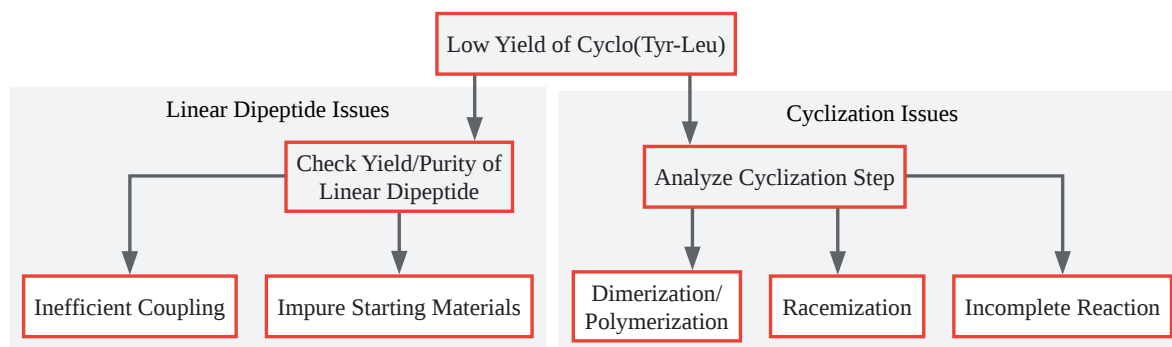 Low Yield of Cyclo(Tyr-Leu)
Linear Dipeptide Issues
Check Yield/Purity of
Linear Dipeptide
Inefficient Coupling
Impure Starting Materials
Cyclization Issues
Analyze Cyclization Step
Dimerization/
Polymerization
Racemization
Incomplete Reaction